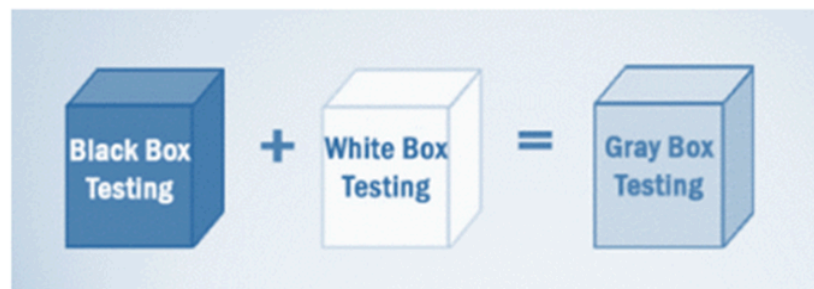 Black Box
Testing
+
White Box
Testing
=
Gray Box
Testing